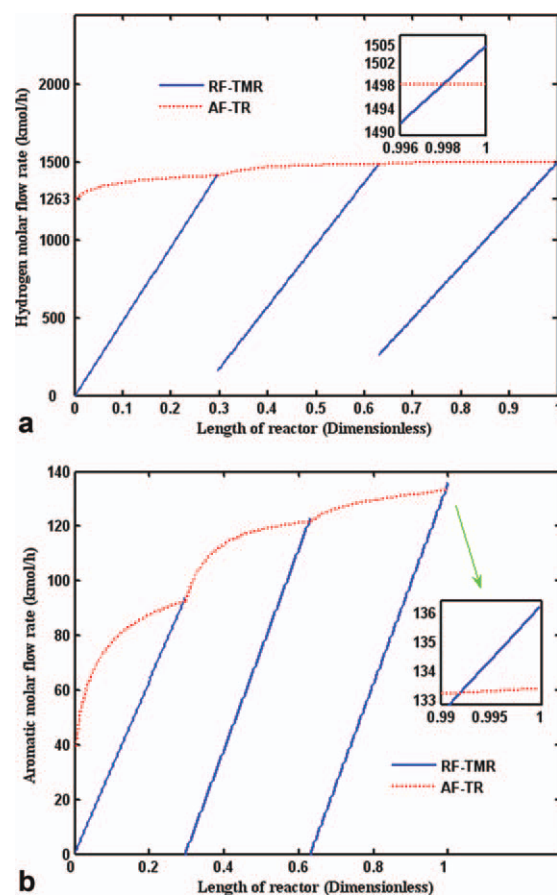 Hydrogen molar flow rate (kmol/h)
2000
1500
1263
1000
500
0
RF-TMR
AF-TR
1505
1502
1498
1494
1490
0.996 0.998 1
0 0.1 0.2 0.3 0.4 0.5 0.6 0.7 0.8 0.9 1
Length of reactor (Dimensionless)
a
Aromatic molar flow rate (kmol/h)
140
120
100
80
60
40
20
0
136
135
134
133
0.99 0.995 1
RF-TMR
AF-TR
0 0.2 0.4 0.6 0.8 1
Length of reactor (Dimensionless)
b